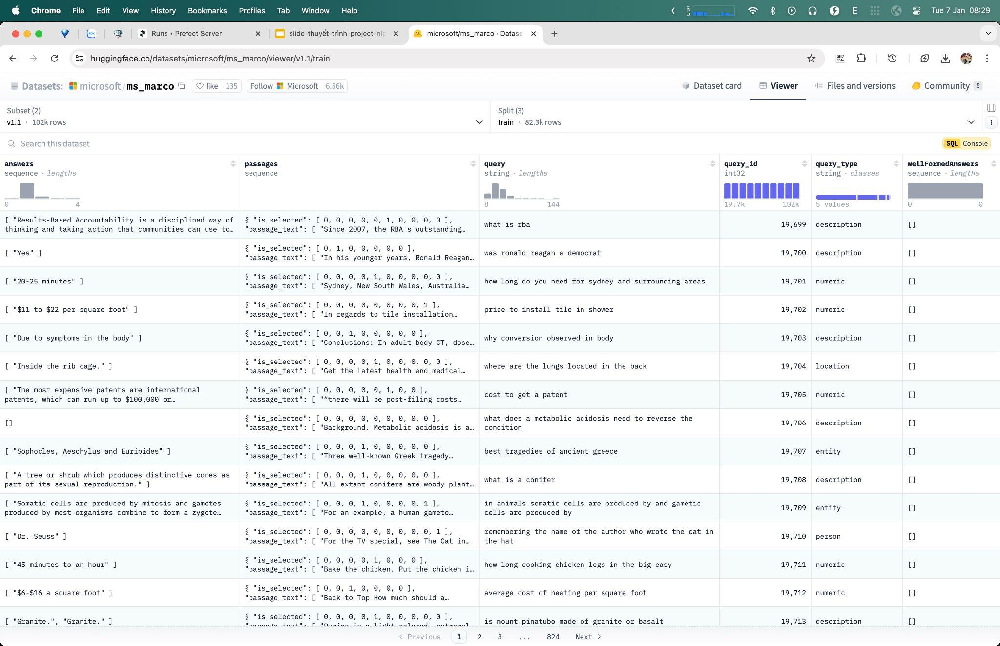 Chrome File Edit View History Bookmarks Profiles Tab Window Help E Tue 7 Jan 08:29
Zalo Runs • Prefect Server slide-thuyết-trình-project-nlp microsoft/ms_marco · Datase
huggingface.co/datasets/microsoft/ms_marco/viewer/v1.1/train
Datasets: microsoft/ms_marco like 135 Follow Microsoft 6.56k Dataset card Viewer Files and versions Community 5
Subset (2) Split (3)
v1.1 · 102k rows train · 82.3k rows
Search this dataset SQL Console
answers passages query query_id query_type wellFormedAnswers
sequence · lengths sequence string · lengths int32 string · classes sequence · lengths
0 4 8 144 19.7k 102k 5 values 0 0
[ "Results-Based Accountability is a disciplined way of { "is_selected": [ 0, 0, 0, 0, 0, 1, 0, 0, 0, 0 ],
thinking and taking action that communities can use to… "passage_text": [ "Since 2007, the RBA's outstanding… what is rba 19,699 description []
[ "Yes" ] { "is_selected": [ 0, 1, 0, 0, 0, 0, 0 ],
"passage_text": [ "In his younger years, Ronald Reagan… was ronald reagan a democrat 19,700 description []
[ "20-25 minutes" ] { "is_selected": [ 0, 0, 0, 0, 1, 0, 0, 0, 0, 0 ],
"passage_text": [ "Sydney, New South Wales, Australia… how long do you need for sydney and surrounding areas 19,701 numeric []
[ "$11 to $22 per square foot" ] { "is_selected": [ 0, 0, 0, 0, 0, 0, 0, 0, 1 ],
"passage_text": [ "In regards to tile installation… price to install tile in shower 19,702 numeric []
[ "Due to symptoms in the body" ] { "is_selected": [ 0, 0, 1, 0, 0, 0, 0, 0 ],
"passage_text": [ "Conclusions: In adult body CT, dose… why conversion observed in body 19,703 description []
[ "Inside the rib cage." ] { "is_selected": [ 0, 0, 0, 0, 1, 0, 0, 0, 0, 0 ],
"passage_text": [ "Get the Latest health and medical… where are the lungs located in the back 19,704 location []
[ "The most expensive patents are international { "is_selected": [ 0, 0, 0, 0, 0, 1, 0, 0 ],
patents, which can run up to $100,000 or… "passage_text": [ "“there will be post-filing costs… cost to get a patent 19,705 numeric []
[] { "is_selected": [ 0, 0, 0, 0, 0, 0, 0, 0, 0 ], what does a metabolic acidosis need to reverse the
"passage_text": [ "Background. Metabolic acidosis is a… condition 19,706 description []
[ "Sophocles, Aeschylus and Euripides" ] { "is_selected": [ 0, 0, 0, 1, 0, 0, 0, 0, 0 ],
"passage_text": [ "Three well-known Greek tragedy… best tragedies of ancient greece 19,707 entity []
[ "A tree or shrub which produces distinctive cones as { "is_selected": [ 0, 0, 0, 1, 0, 0, 0, 0, 0 ],
part of its sexual reproduction." ] "passage_text": [ "All extant conifers are woody plant… what is a conifer 19,708 description []
[ "Somatic cells are produced by mitosis and gametes { "is_selected": [ 0, 0, 0, 1, 0, 0, 0, 0, 1 ], in animals somatic cells are produced by and gametic
produced by most organisms combine to form a zygote… "passage_text": [ "For an example, a human gamete… cells are produced by 19,709 entity []
[ "Dr. Seuss" ] { "is_selected": [ 0, 0, 0, 0, 0, 0, 0, 0, 0, 1 ], remembering the name of the author who wrote the cat in
"passage_text": [ "For the TV special, see The Cat in… the hat 19,710 person []
[ "45 minutes to an hour" ] { "is_selected": [ 0, 0, 0, 0, 1, 0, 0, 0 ],
"passage_text": [ "Bake the chicken. Put the chicken i… how long cooking chicken legs in the big easy 19,711 numeric []
[ "$6-$16 a square foot" ] { "is_selected": [ 0, 0, 1, 0, 0, 0, 0 ],
"passage_text": [ "Back to Top How much should a… average cost of heating per square foot 19,712 numeric []
[ "Granite.", "Granite." ] { "is_selected": [ 0, 0, 0, 0, 1, 0, 0, 0, 0, 0 ],
"passage_text": [ "Pumice is a light-colored, extremel is mount pinatubo made of granite or basalt 19,713 description []
Previous 1 2 3 ... 824 Next